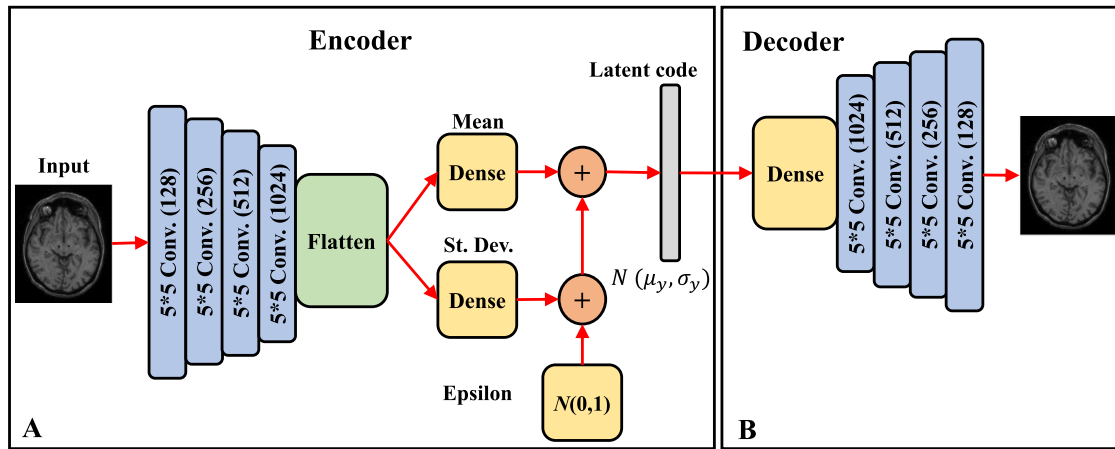 Encoder
Input
5*5 Conv. (128)
5*5 Conv. (256)
5*5 Conv. (512)
5*5 Conv. (1024)
Flatten
Mean
Dense
St. Dev.
Dense
+
+
Epsilon
N(0,1)
Latent code
N (μy, σy)
A
Decoder
Dense
5*5 Conv. (1024)
5*5 Conv. (512)
5*5 Conv. (256)
5*5 Conv. (128)
B